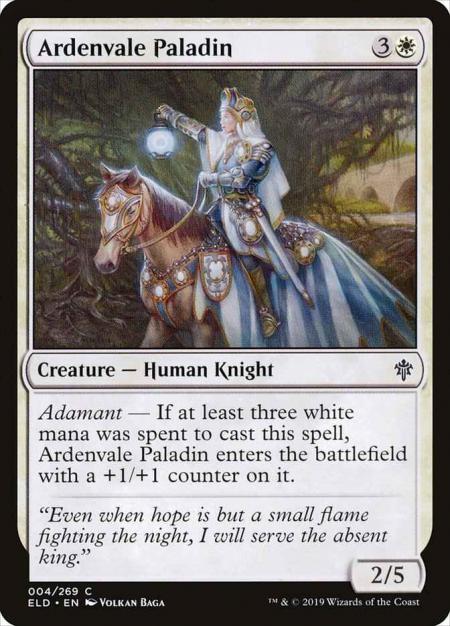 Ardenvale Paladin 3
Creature — Human Knight
Adamant — If at least three white
mana was spent to cast this spell,
Ardenvale Paladin enters the battlefield
with a +1/+1 counter on it.
“Even when hope is but a small flame
fighting the night, I will serve the absent
king.”
2/5
004/269 C
ELD • EN Volkan Baga
™ & © 2019 Wizards of the Coast